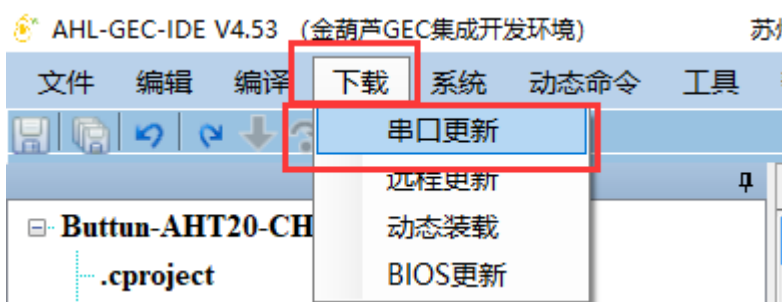 AHL-GEC-IDE V4.53 (金葫芦GEC集成开发环境) 苏
文件 编辑 编译 下载 系统 动态命令 工具
串口更新
远程更新
Buttun-AHT20-CH
动态装载
.cproject
BIOS更新